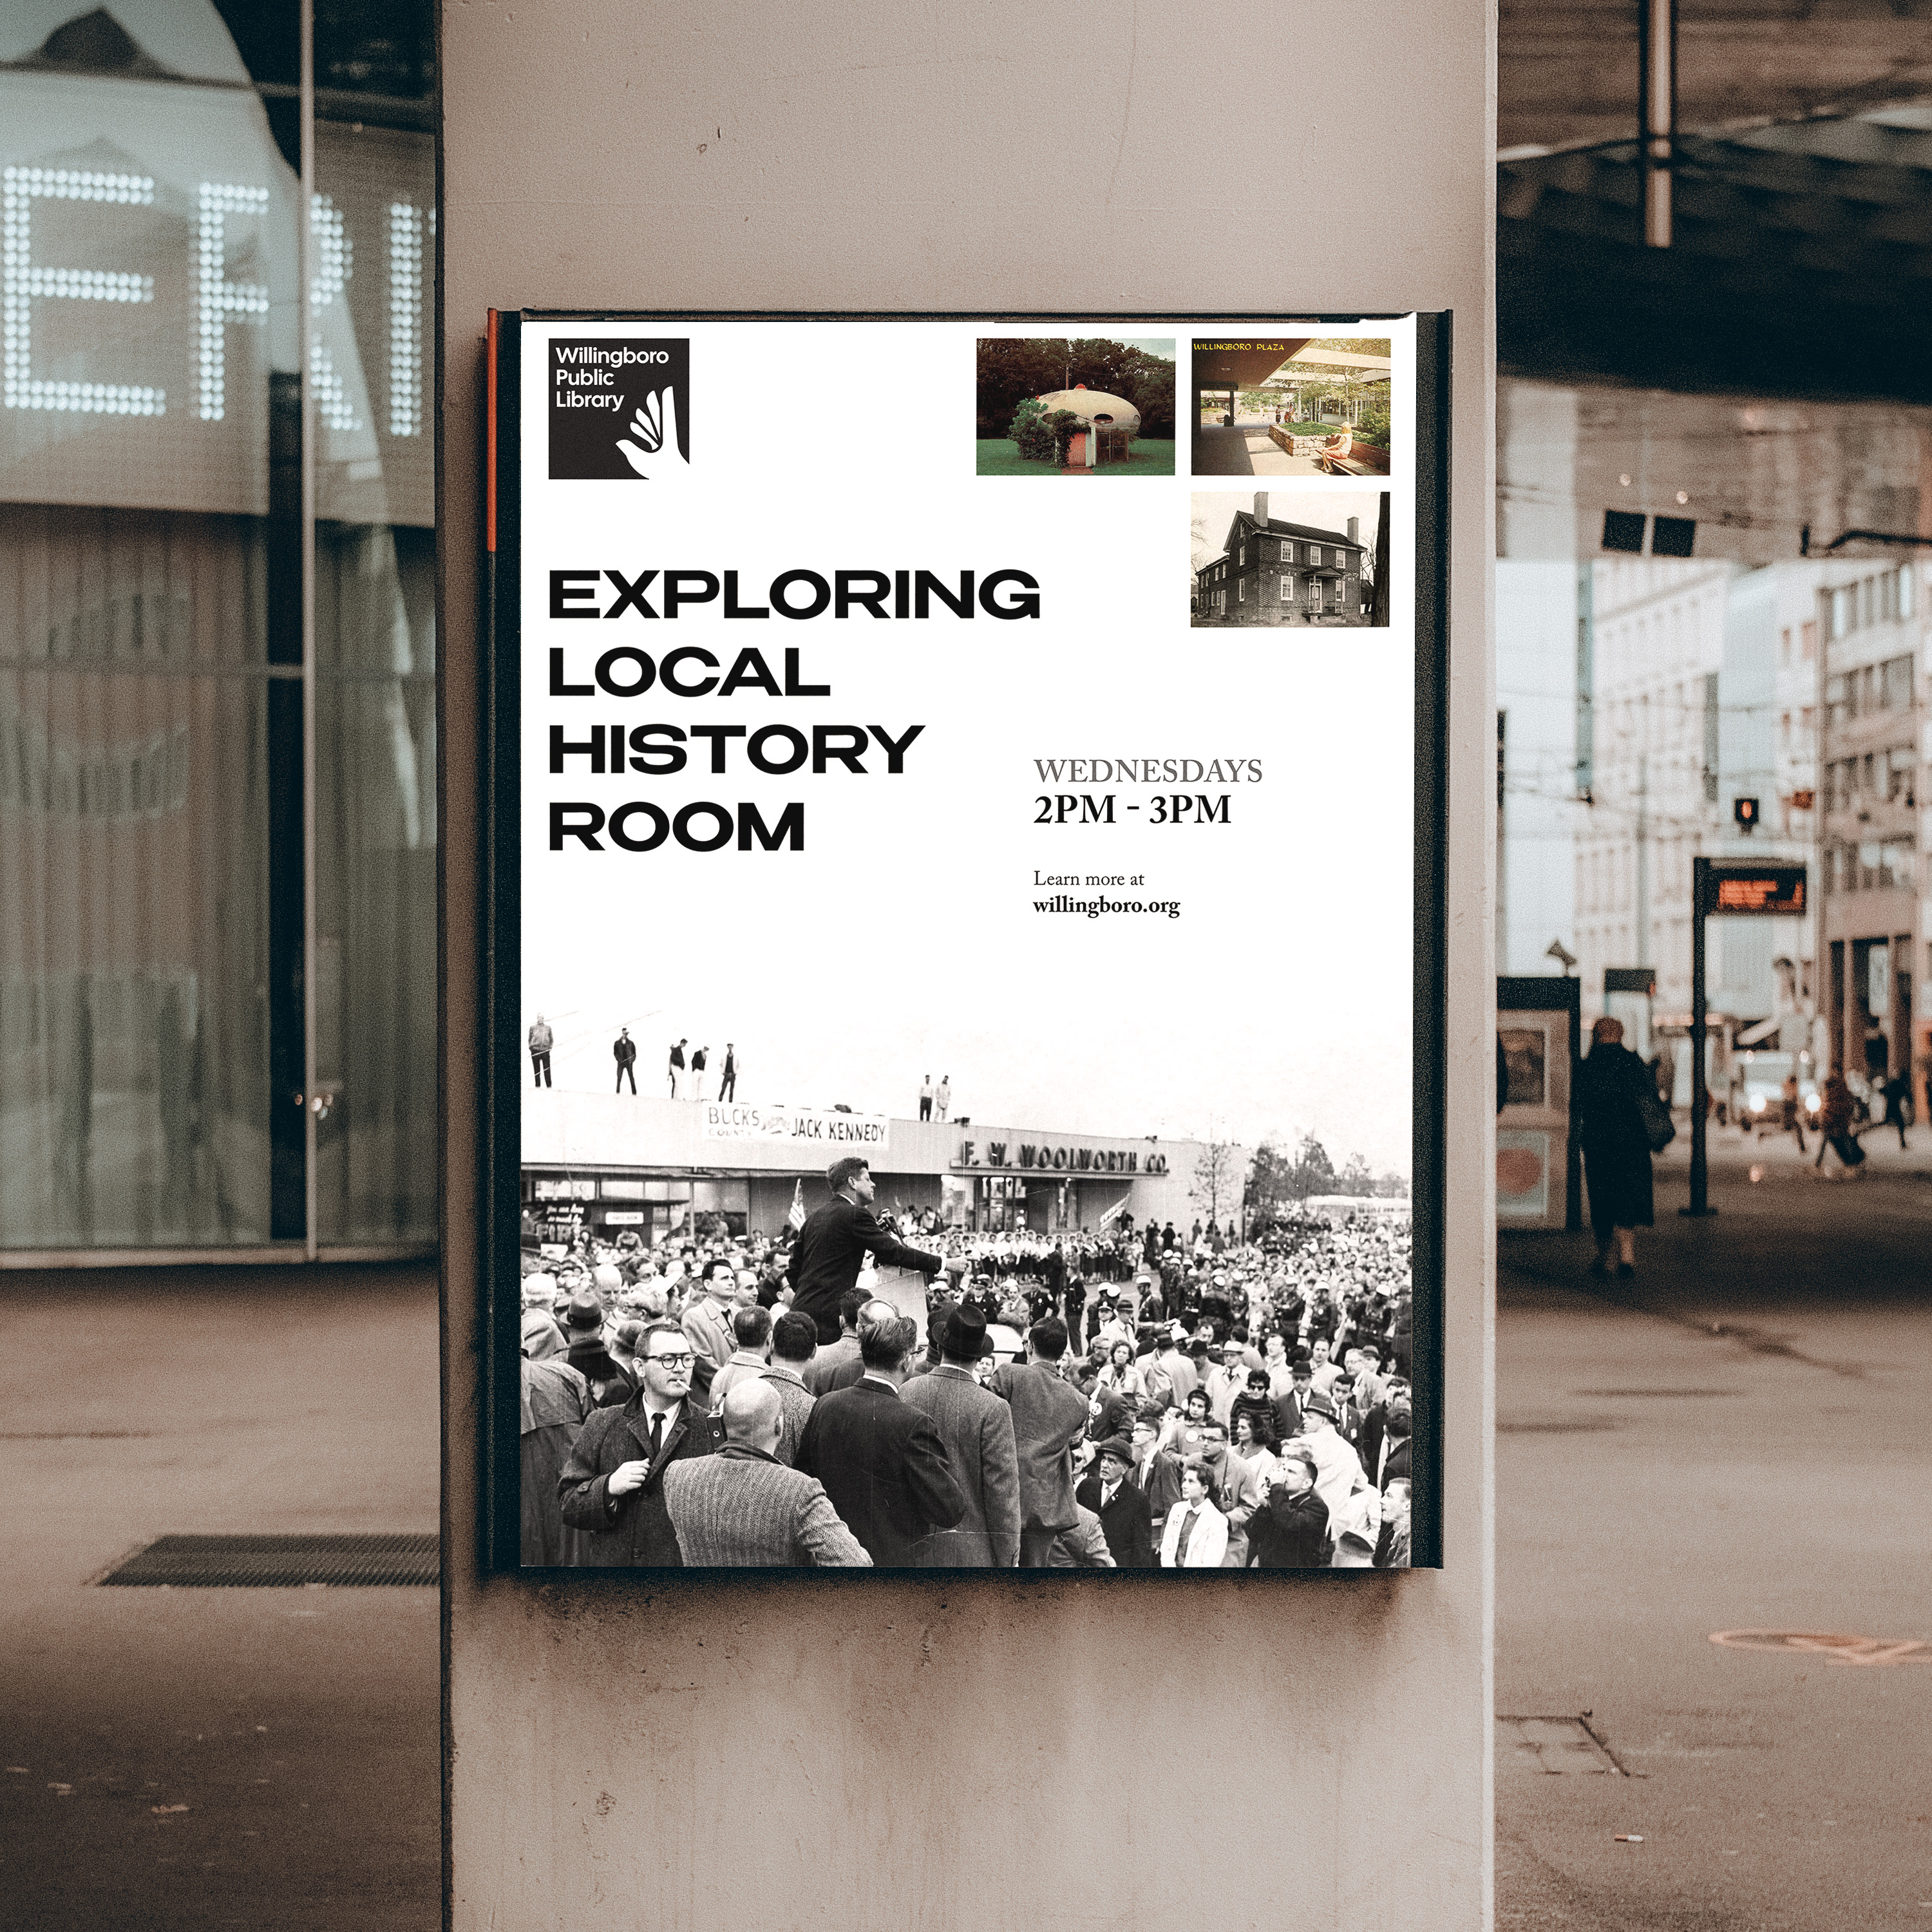 Willingboro
Public
Library
WILLINGBORO PLAZA
EXPLORING
LOCAL
HISTORY
ROOM
WEDNESDAYS
2PM - 3PM
Learn more at
willingboro.org
BUCKS JACK KENNEDY
COUNTY
F. W. WOOLWORTH CO.